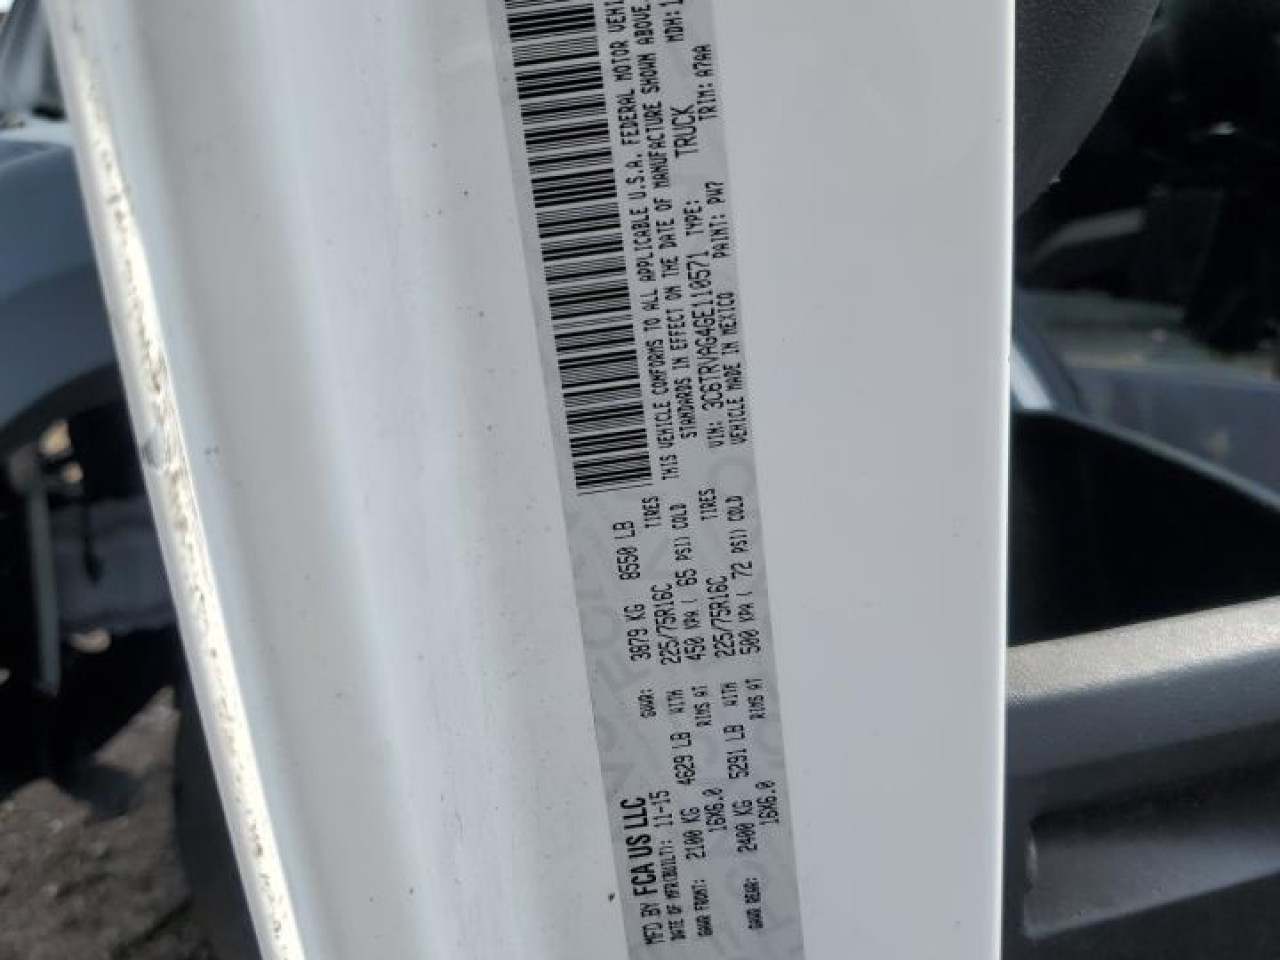 MFD BY FCA US LLC
DATE OF MFR(BUILT): 11-15 GVWR: 3879 KG 8550 LB
GAWR FRONT: 2100 KG 4629 LB WITH 225/75R16C TIRES
16X6.0 RIMS AT 450 KPA ( 65 PSI) COLD
GAWR REAR: 2400 KG 5291 LB WITH 225/75R16C TIRES
16X6.0 RIMS AT 500 KPA ( 72 PSI) COLD
THIS VEHICLE CONFORMS TO ALL APPLICABLE U.S.A. FEDERAL MOTOR
STANDARDS IN EFFECT ON THE DATE OF MANUFACTURE SHOWN ABOVE.
VIN: 3C6TRVAG4GE110571 TYPE: TRUCK MDH:
VEHICLE MADE IN MEXICO PAINT: PW7 TRIM: A7AA